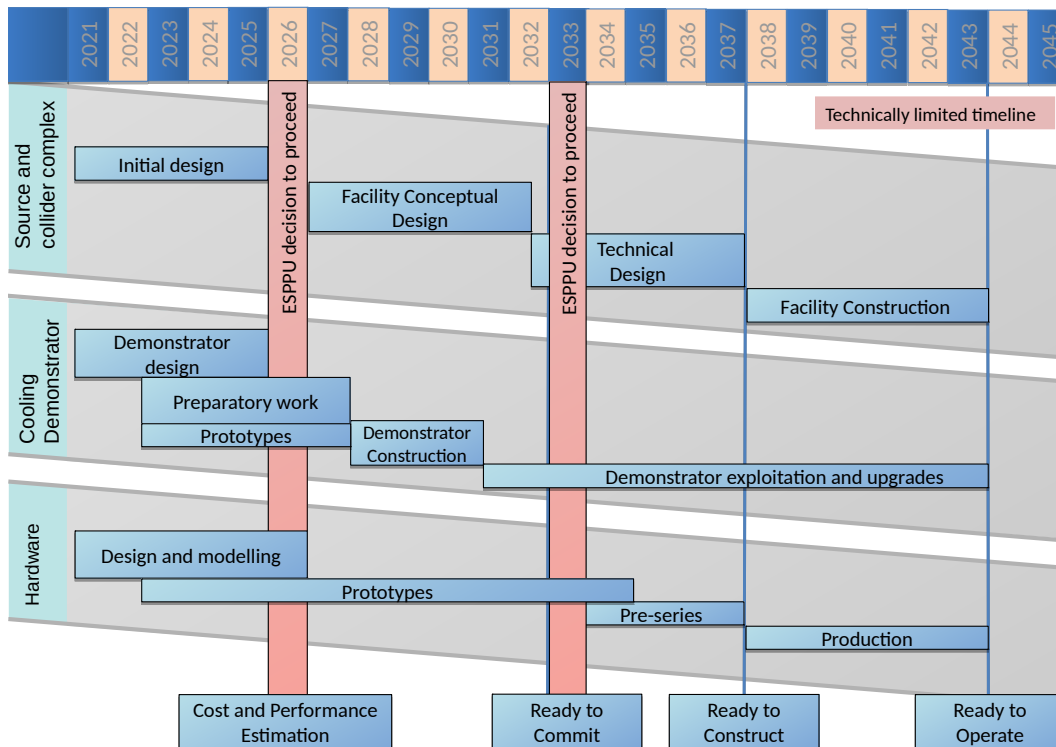 2021 2022 2023 2024 2025 2026 2027 2028 2029 2030 2031 2032 2033 2034 2035 2036 2037 2038 2039 2040 2041 2042 2043 2044 2045
Technically limited timeline
Source and
collider complex
Initial design
ESPPU decision to proceed
Facility Conceptual
Design
ESPPU decision to proceed
Technical
Design
Facility Construction
Cooling
Demonstrator
Demonstrator
design
Preparatory work
Prototypes
Demonstrator
Construction
Demonstrator exploitation and upgrades
Hardware
Design and modelling
Prototypes
Pre-series
Production
Cost and Performance
Estimation
Ready to
Commit
Ready to
Construct
Ready to
Operate